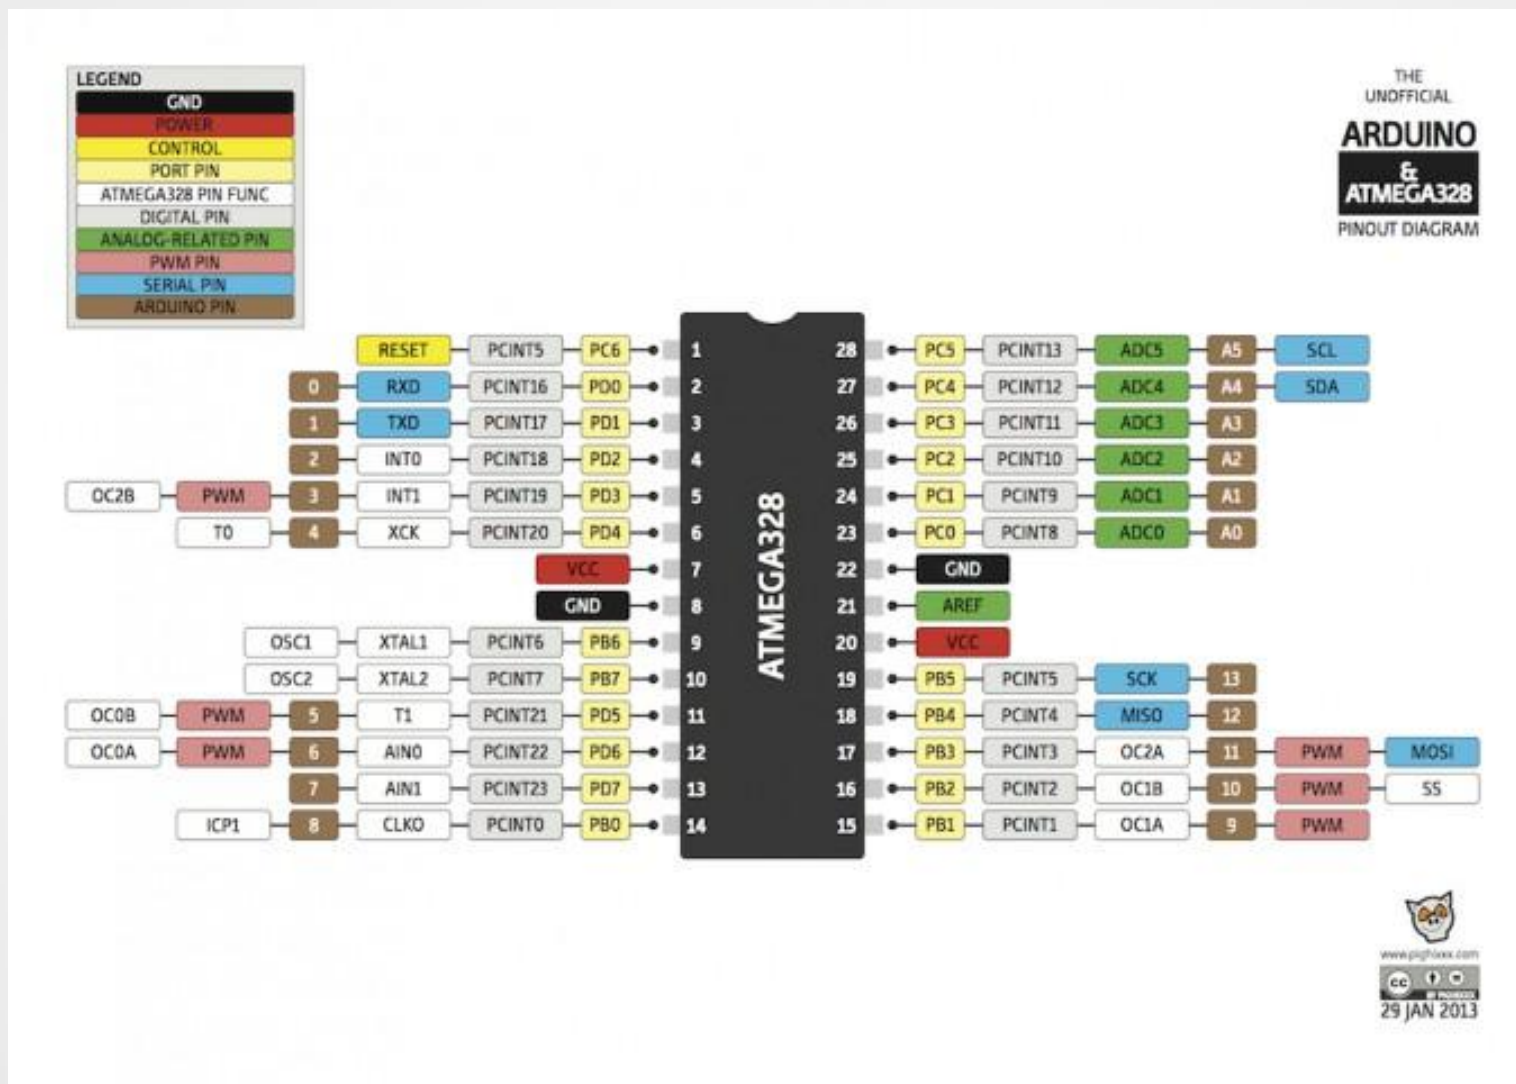 LEGEND
GND
POWER
CONTROL
PORT PIN
ATMEGA328 PIN FUNC
DIGITAL PIN
ANALOG-RELATED PIN
PWM PIN
SERIAL PIN
ARDUINO PIN
THE
UNOFFICIAL
ARDUINO
&
ATMEGA328
PINOUT DIAGRAM
RESET PCINT5 PC6 1 28 PC5 PCINT13 ADC5 A5 SCL
0 RXD PCINT16 PD0 2 27 PC4 PCINT12 ADC4 A4 SDA
1 TXD PCINT17 PD1 3 26 PC3 PCINT11 ADC3 A3
2 INT0 PCINT18 PD2 4 25 PC2 PCINT10 ADC2 A2
OC2B PWM 3 INT1 PCINT19 PD3 5 24 PC1 PCINT9 ADC1 A1
T0 4 XCK PCINT20 PD4 6 23 PC0 PCINT8 ADC0 A0
VCC 7 22 GND
GND 8 21 AREF
OSC1 XTAL1 PCINT6 PB6 9 20 VCC
OSC2 XTAL2 PCINT7 PB7 10 19 PB5 PCINT5 SCK 13
OC0B PWM 5 T1 PCINT21 PD5 11 18 PB4 PCINT4 MISO 12
OC0A PWM 6 AIN0 PCINT22 PD6 12 17 PB3 PCINT3 OC2A 11 PWM MOSI
7 AIN1 PCINT23 PD7 13 16 PB2 PCINT2 OC1B 10 PWM SS
ICP1 8 CLKO PCINT0 PB0 14 15 PB1 PCINT1 OC1A 9 PWM
ATMEGA328
www.pighixxx.com
cc
29 JAN 2013